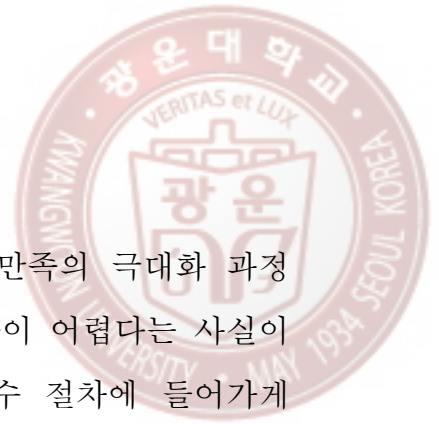 광운대학교
VERITAS et LUX
광운
KWANGWOON UNIVERSITY • MAY 1934 SEOUL KOREA
만족의 극대화 과정
이 어렵다는 사실이
수 절차에 들어가게